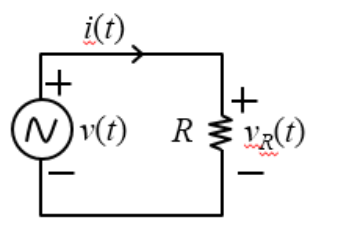 i(t)
+ +
v(t) R v_R(t)
− −